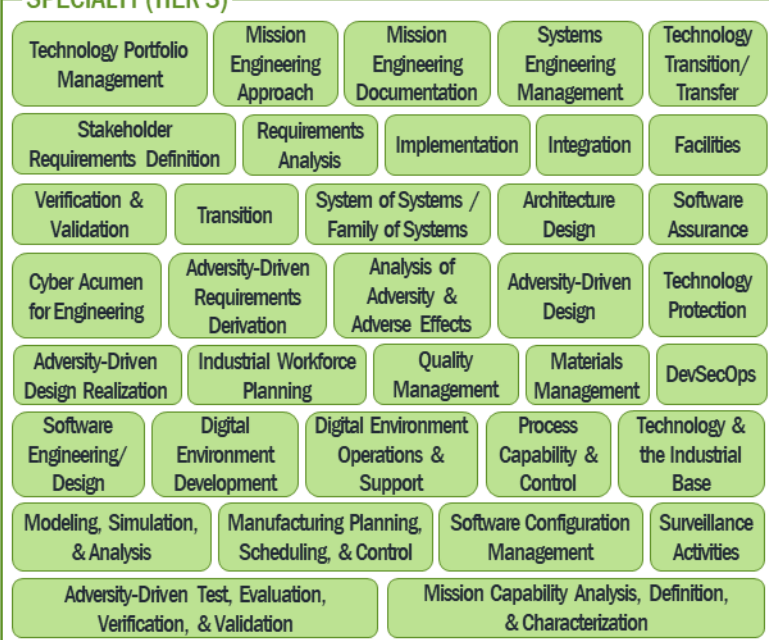 SPECIALTY (TIER 3)
Technology Portfolio
Management
Mission
Engineering
Approach
Mission
Engineering
Documentation
Systems
Engineering
Management
Technology
Transition/
Transfer
Stakeholder
Requirements Definition
Requirements
Analysis
Implementation
Integration
Facilities
Verification &
Validation
Transition
System of Systems /
Family of Systems
Architecture
Design
Software
Assurance
Cyber Acumen
for Engineering
Adversity-Driven
Requirements
Derivation
Analysis of
Adversity &
Adverse Effects
Adversity-Driven
Design
Technology
Protection
Adversity-Driven
Design Realization
Industrial Workforce
Planning
Quality
Management
Materials
Management
DevSecOps
Software
Engineering/
Design
Digital
Environment
Development
Digital Environment
Operations &
Support
Process
Capability &
Control
Technology &
the Industrial
Base
Modeling, Simulation,
& Analysis
Manufacturing Planning,
Scheduling, & Control
Software Configuration
Management
Surveillance
Activities
Adversity-Driven Test, Evaluation,
Verification, & Validation
Mission Capability Analysis, Definition,
& Characterization